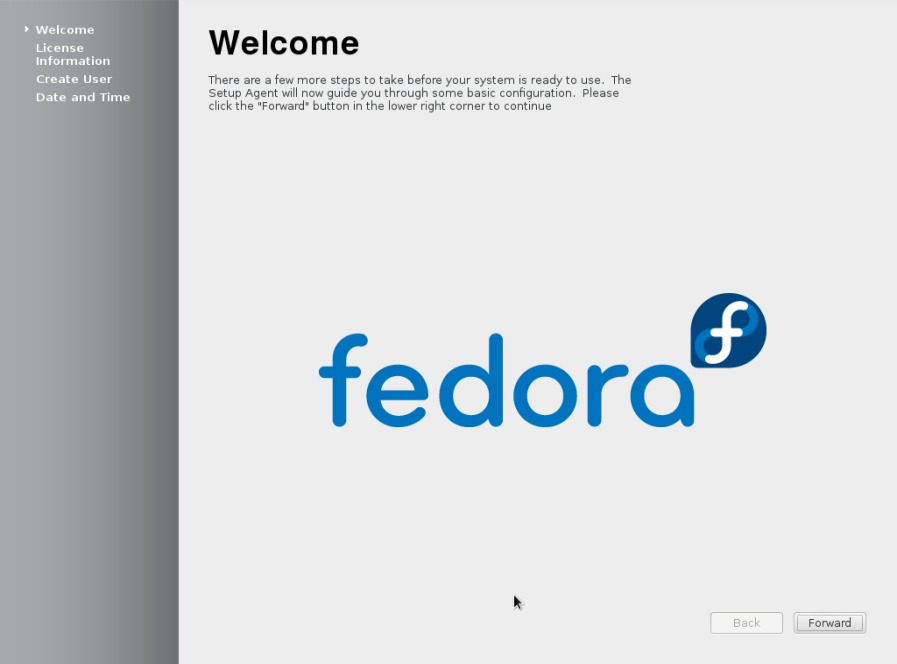 Welcome
License
Information
Create User
Date and Time
Welcome
There are a few more steps to take before your system is ready to use.  The
Setup Agent will now guide you through some basic configuration.  Please
click the "Forward" button in the lower right corner to continue
fedora
Back
Forward